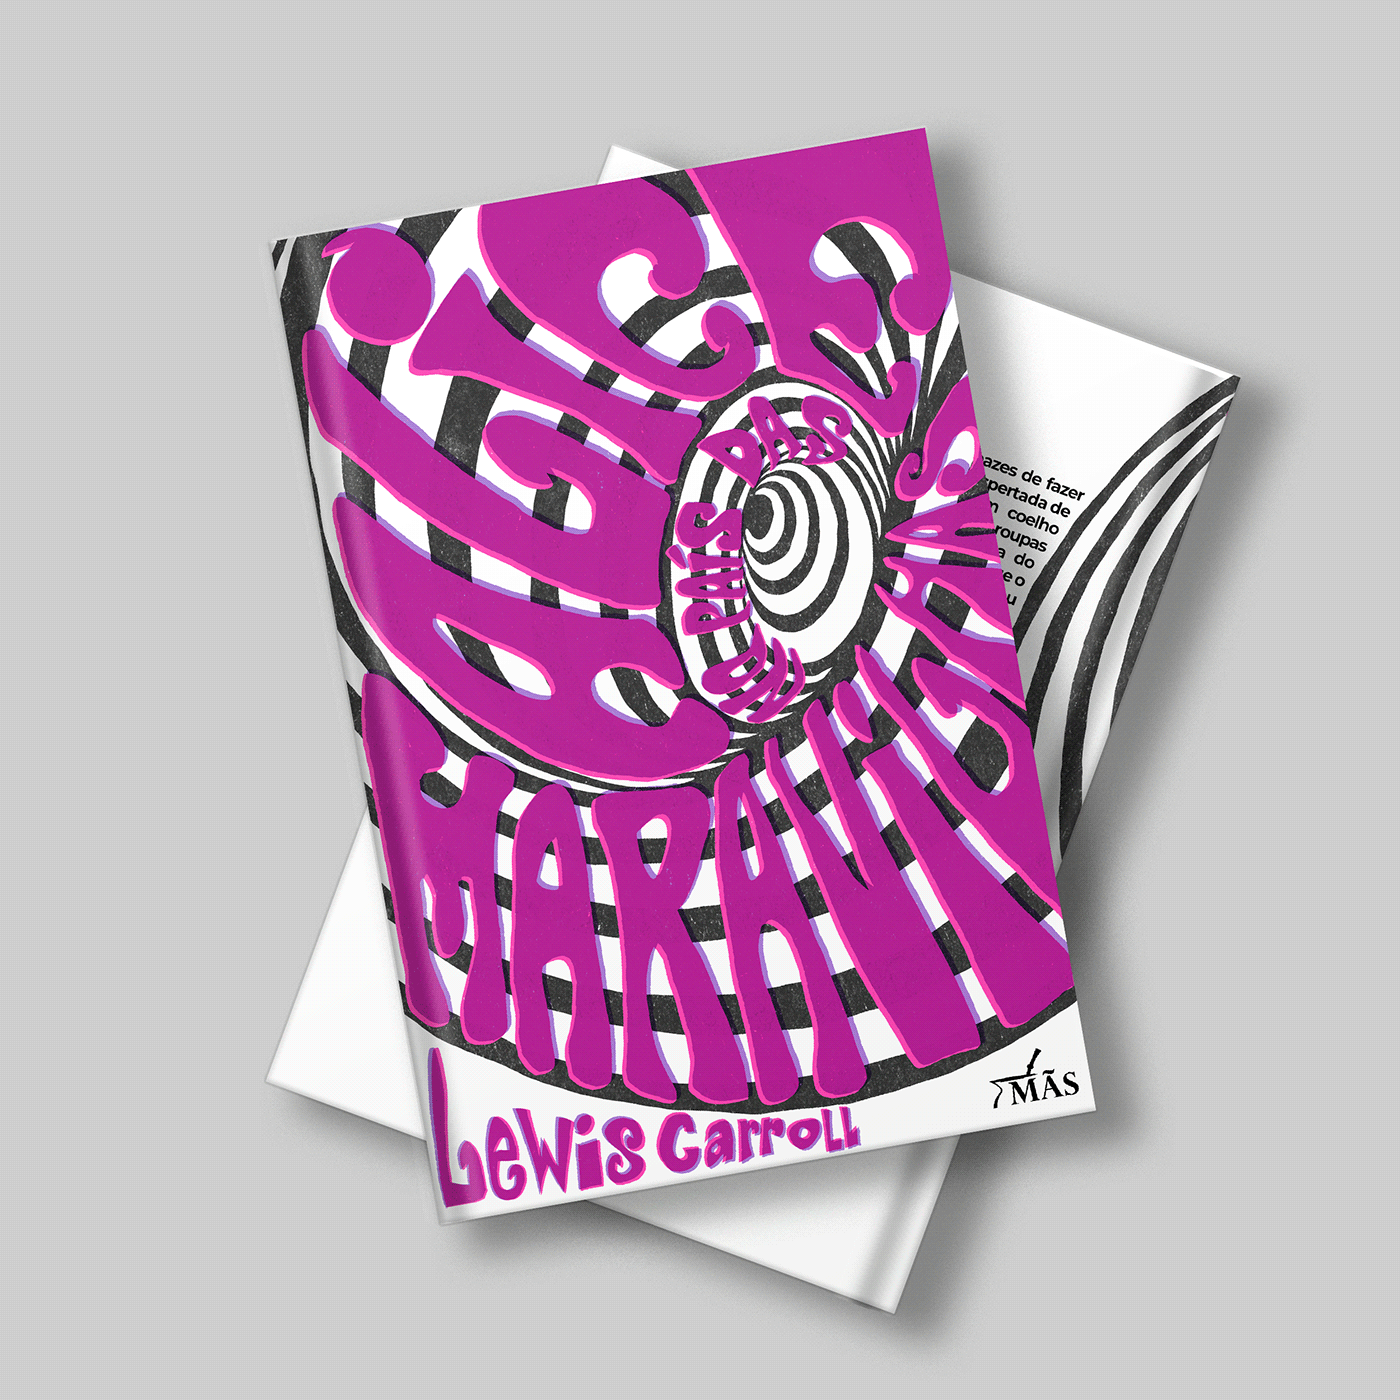 ALiCE
NO PAÍS DAS
MARAViLHAS
Lewis Carroll
MÃS
azes de fazer
pertada de
m coelho
roupas
a do
e o
u